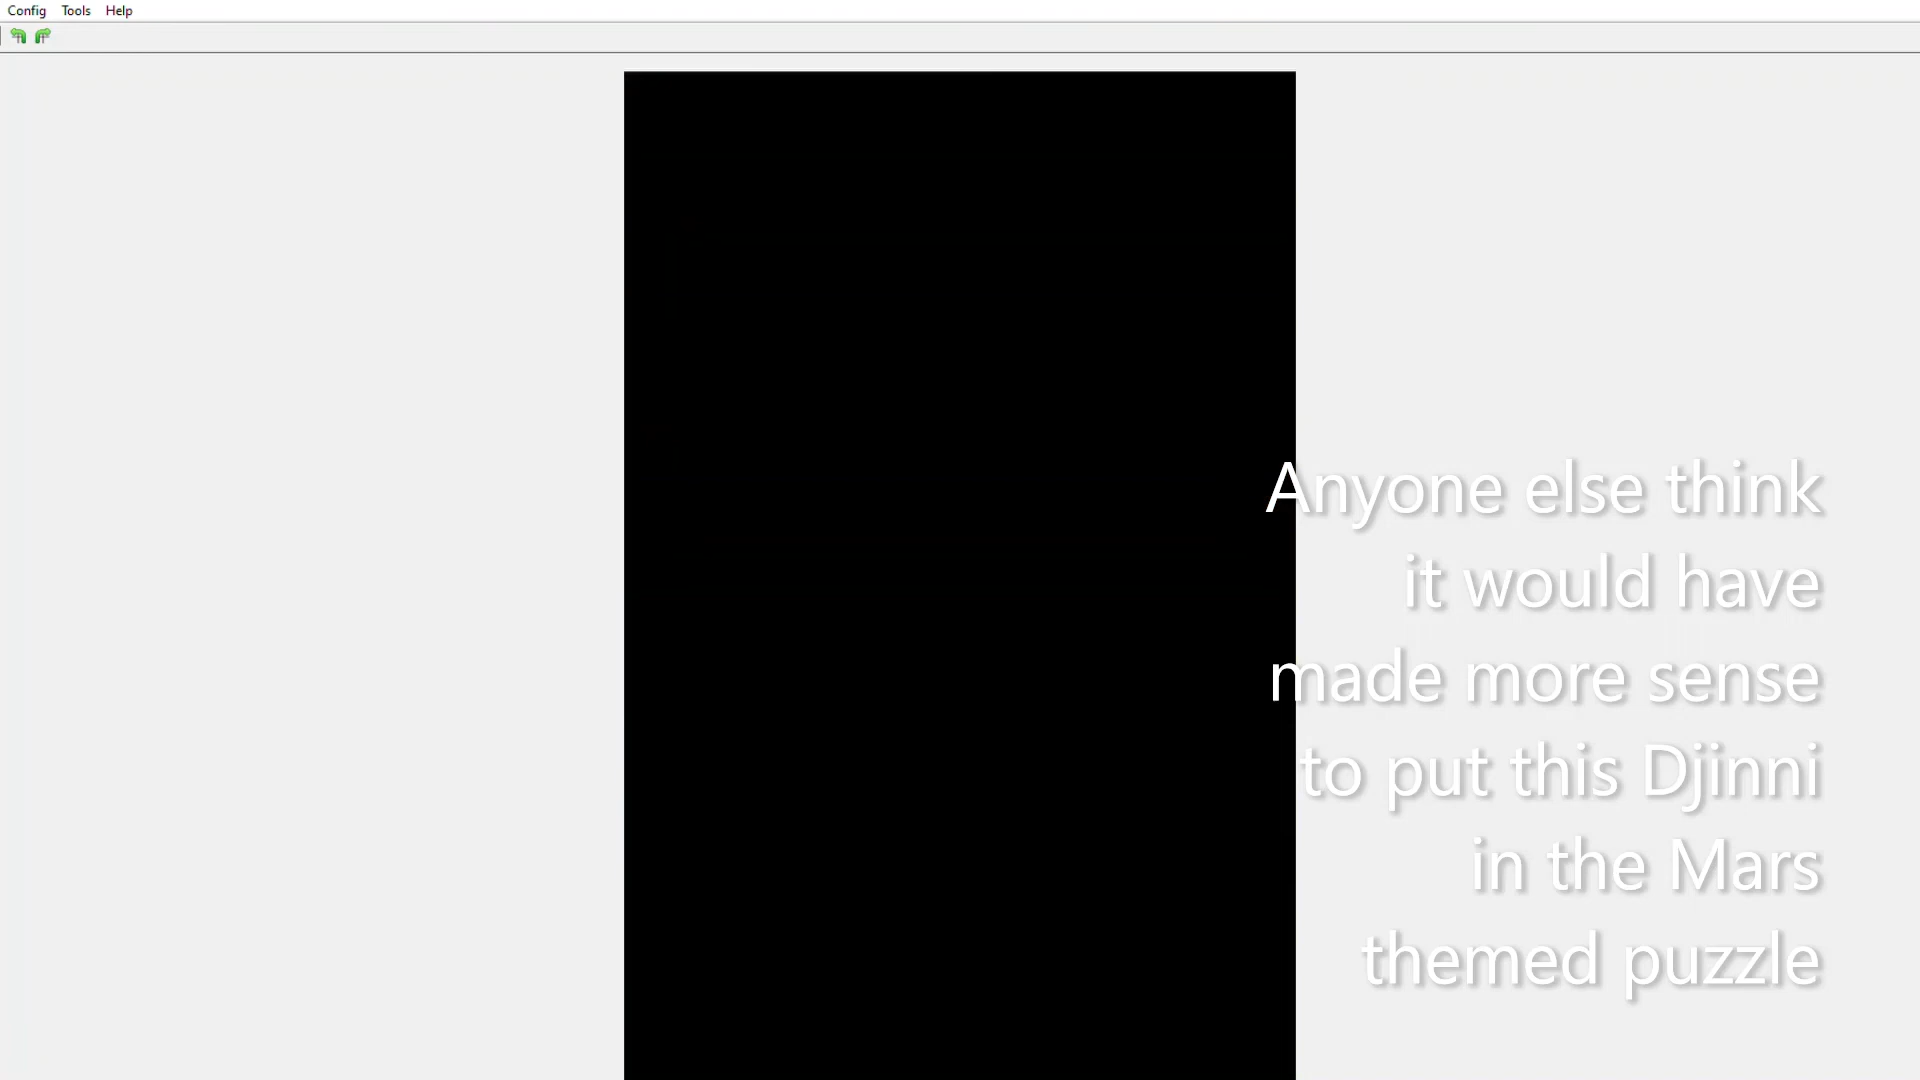 Config Tools Help
Anyone else think
it would have
made more sense
to put this Djinni
in the Mars
themed puzzle